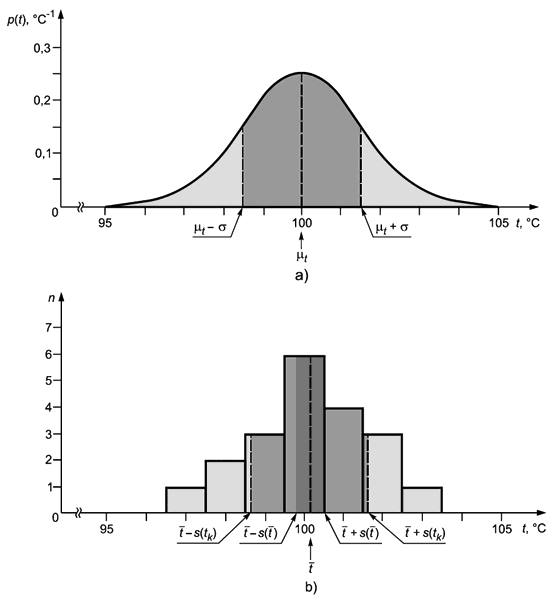 p(t), °C⁻¹
0,3
0,2
0,1
0
95
100
105
t, °C
μₜ – σ
μₜ + σ
μₜ
a)
n
7
6
5
4
3
2
1
0
95
100
105
t, °C
t̄ – s(tₖ)
t̄ – s(t̄)
t̄ + s(t̄)
t̄ + s(tₖ)
t̄
b)